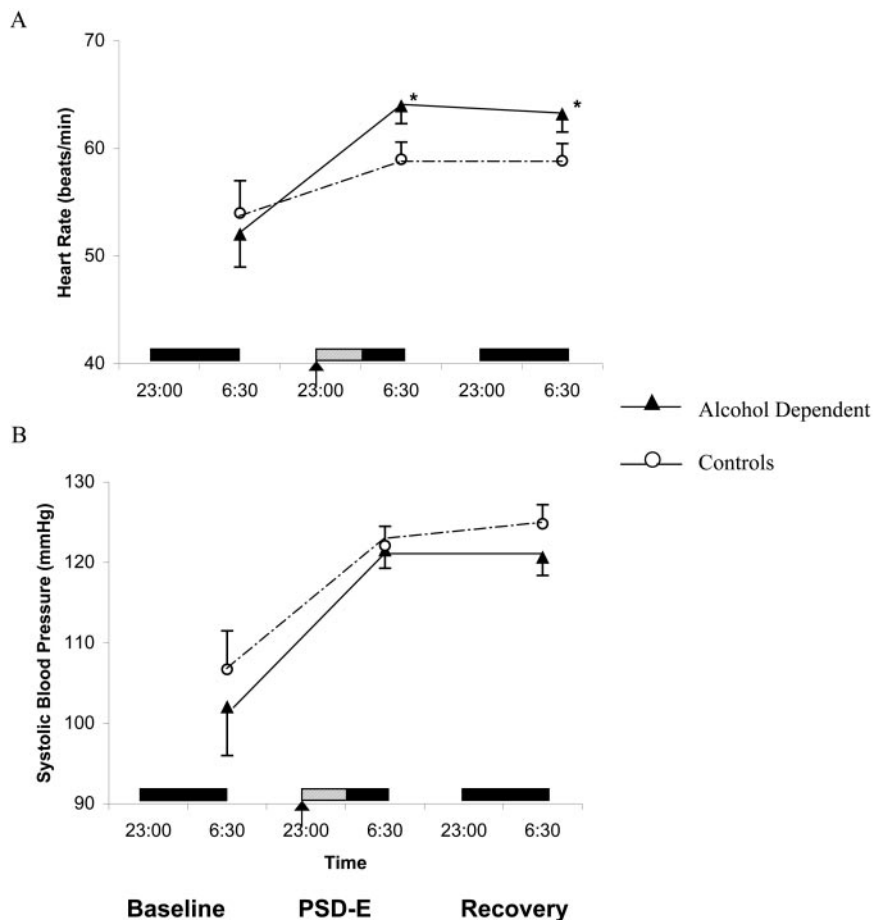 A
70
60
50
40
Heart Rate (beats/min)
*
*
23:00 6:30 23:00 6:30 23:00 6:30
Alcohol Dependent
Controls
B
130
120
110
100
90
Systolic Blood Pressure (mmHg)
23:00 6:30 23:00 6:30 23:00 6:30
Time
Baseline PSD-E Recovery